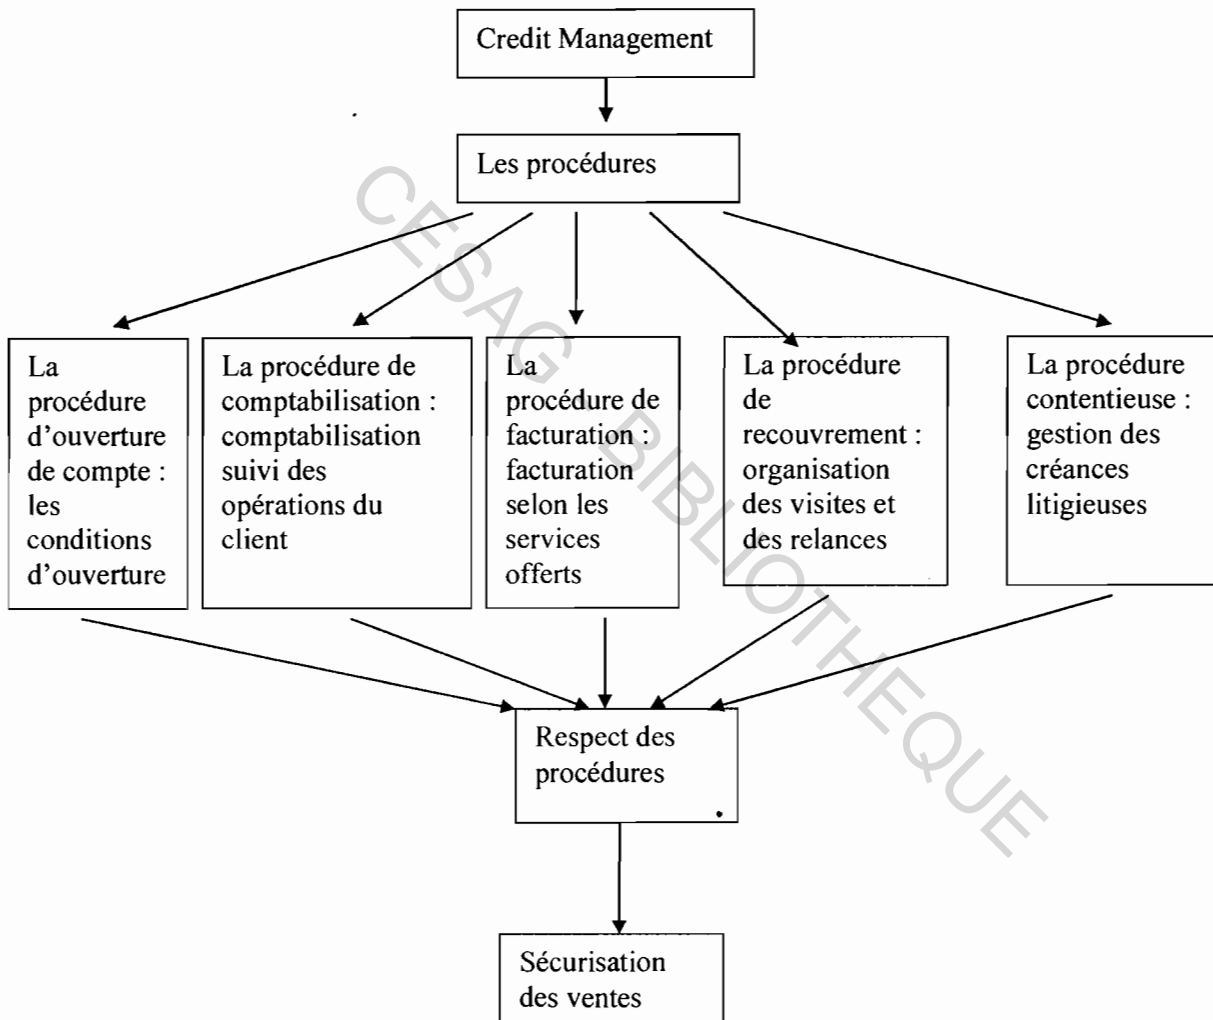 Credit Management
Les procédures
La
procédure
d'ouverture
de compte :
les
conditions
d'ouverture
La procédure de
comptabilisation :
comptabilisation
suivi des
opérations du
client
La
procédure de
facturation :
facturation
selon les
services
offerts
La procédure
de
recouvrement :
organisation
des visites et
des relances
La procédure
contentieuse :
gestion des
créances
litigieuses
Respect des
procédures
Sécurisation
des ventes
CESAG - BIBLIOTHEQUE